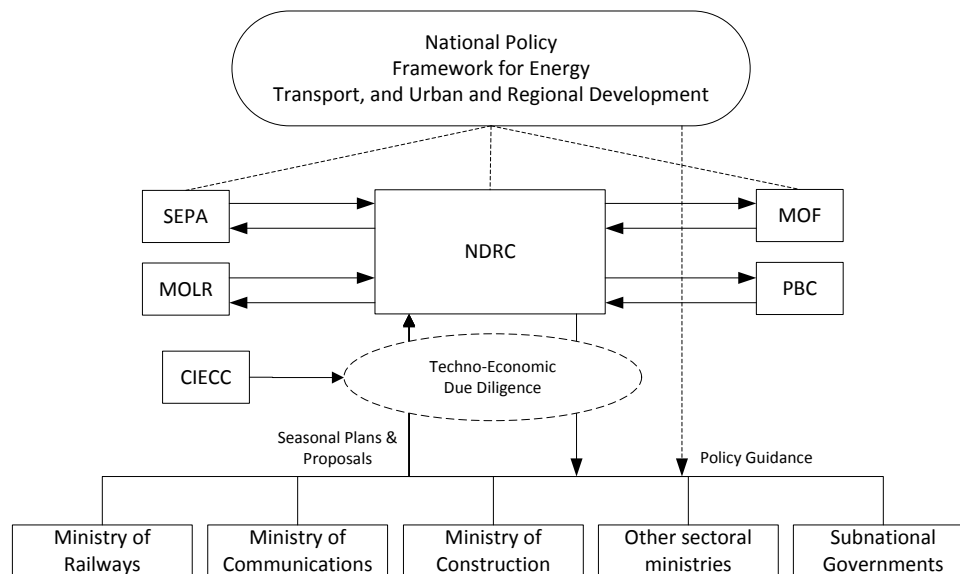 National Policy
Framework for Energy
Transport, and Urban and Regional Development
SEPA
NDRC
MOF
MOLR
PBC
CIECC
Techno-Economic
Due Diligence
Seasonal Plans &
Proposals
Policy Guidance
Ministry of
Railways
Ministry of
Communications
Ministry of
Construction
Other sectoral
ministries
Subnational
Governments